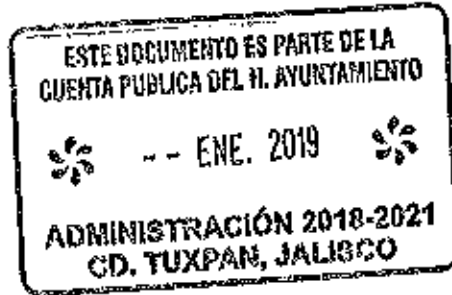 ESTE DOCUMENTO ES PARTE DE LA
CUENTA PUBLICA DEL H. AYUNTAMIENTO
-- ENE. 2019
ADMINISTRACIÓN 2018-2021
CD. TUXPAN, JALISCO